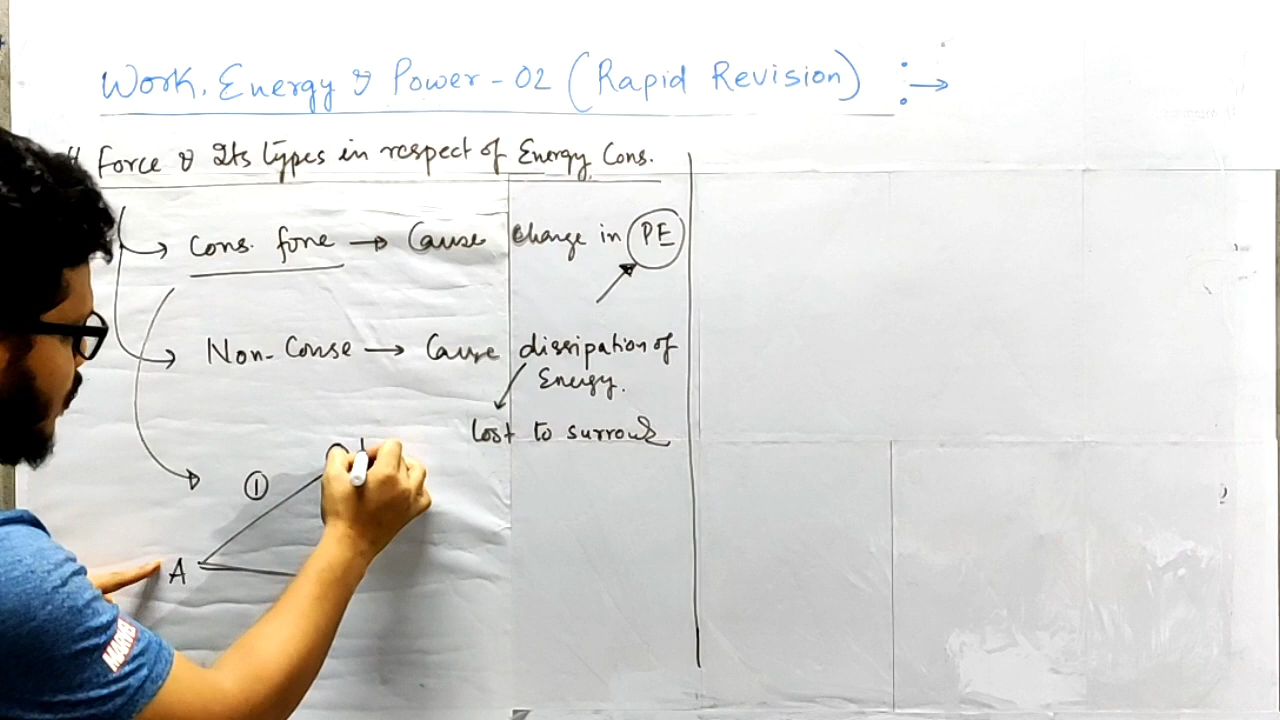 Work, Energy & Power - 02 (Rapid Revision) :→
# Force & Its types in respect of Energy Cons.
→ Cons. force → Cause change in PE
→ Non-Conse → Cause dissipation of
Energy.
lost to surround
①
A
MARVEL